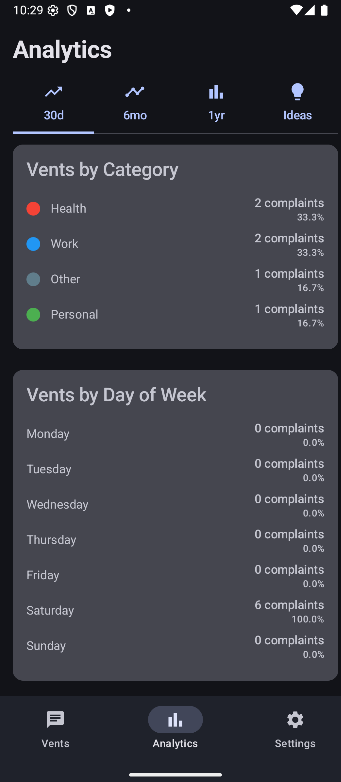 10:29
Analytics
30d 6mo 1yr Ideas
Vents by Category
Health 2 complaints
33.3%
Work 2 complaints
33.3%
Other 1 complaints
16.7%
Personal 1 complaints
16.7%
Vents by Day of Week
Monday 0 complaints
0.0%
Tuesday 0 complaints
0.0%
Wednesday 0 complaints
0.0%
Thursday 0 complaints
0.0%
Friday 0 complaints
0.0%
Saturday 6 complaints
100.0%
Sunday 0 complaints
0.0%
Vents Analytics Settings